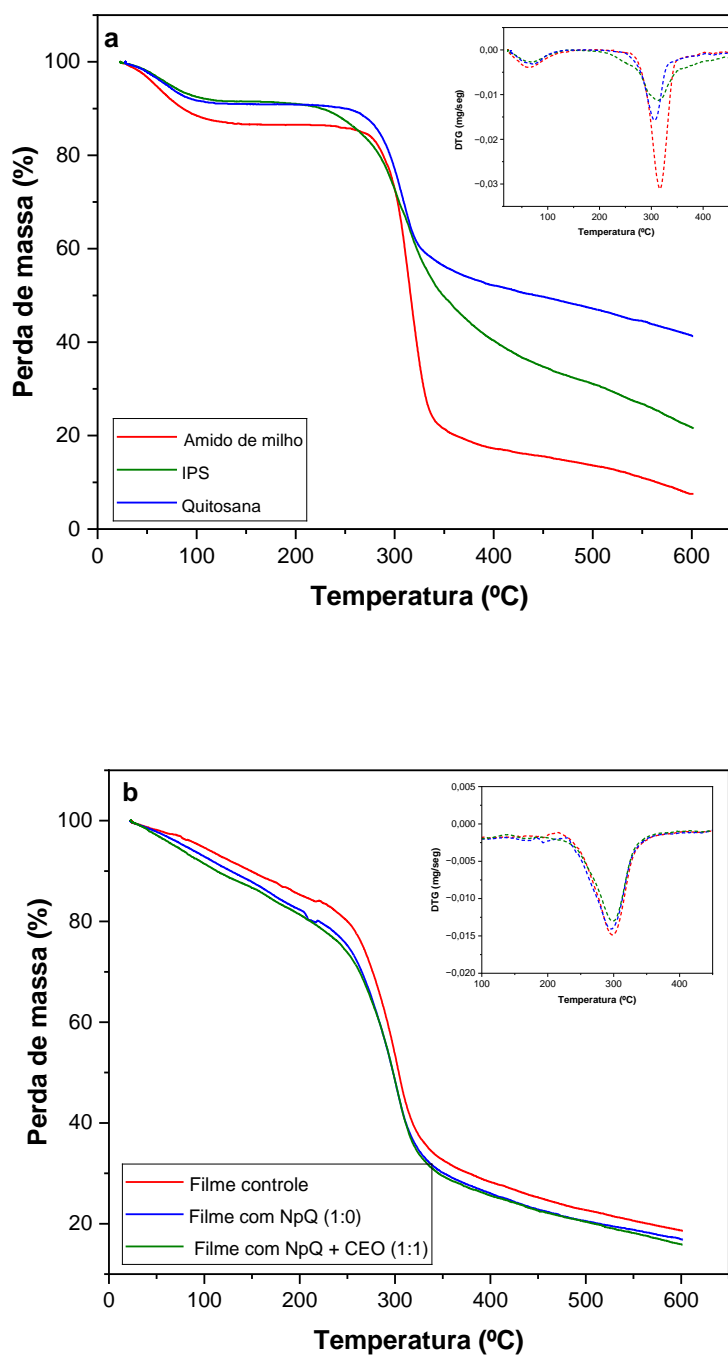 a
100
80
60
40
20
0
Perda de massa (%)
0 100 200 300 400 500 600
Temperatura (ºC)
Amido de milho
IPS
Quitosana
0,00
−0,01
−0,02
−0,03
DTG (mg/seg)
100 200 300 400
Temperatura (ºC)
b
100
80
60
40
20
Perda de massa (%)
0 100 200 300 400 500 600
Temperatura (ºC)
Filme controle
Filme com NpQ (1:0)
Filme com NpQ + CEO (1:1)
0,005
0,000
−0,005
−0,010
−0,015
−0,020
DTG (mg/seg)
100 200 300 400
Temperatura (ºC)